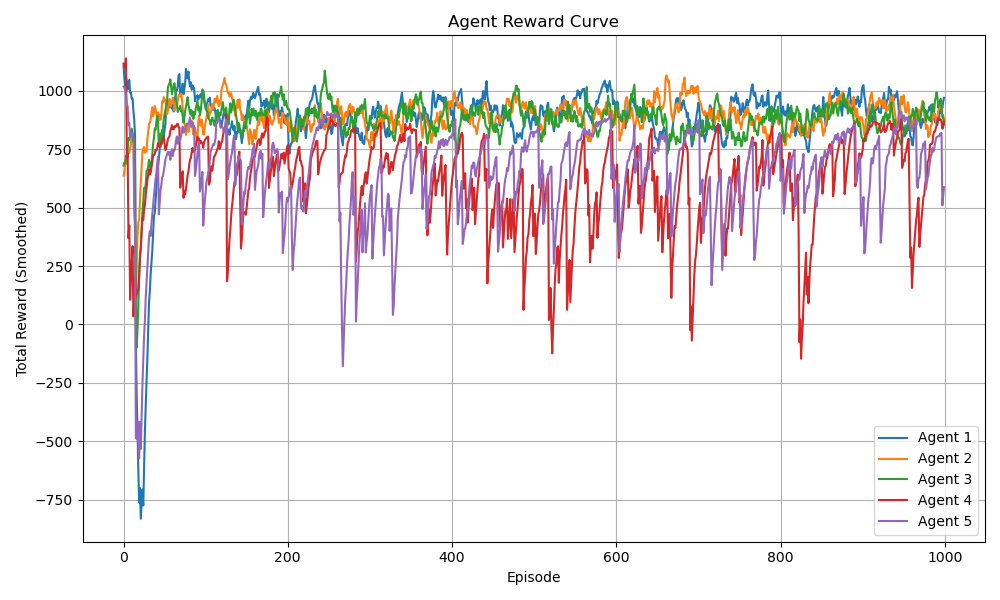 Agent Reward Curve
Total Reward (Smoothed)
1000
750
500
250
0
−250
−500
−750
0 200 400 600 800 1000
Episode
Agent 1
Agent 2
Agent 3
Agent 4
Agent 5